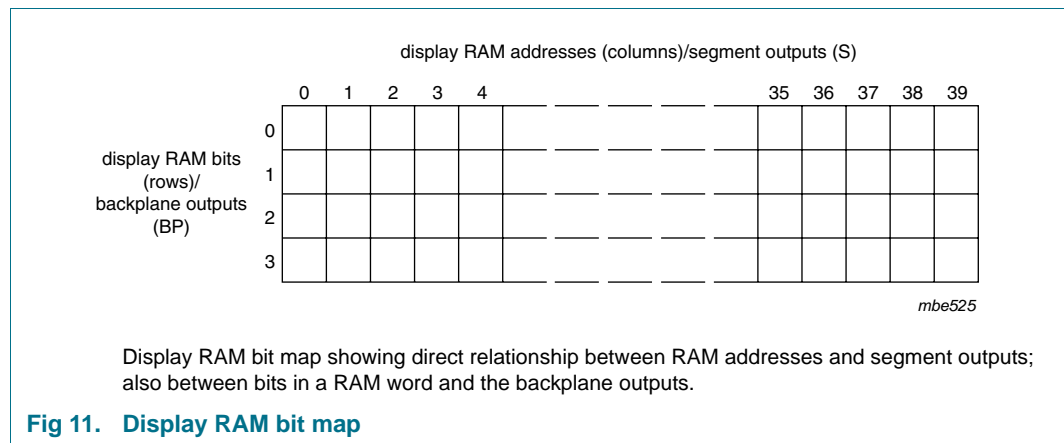 display RAM addresses (columns)/segment outputs (S)
0 1 2 3 4 35 36 37 38 39
0
display RAM bits
(rows)/
backplane outputs
(BP)
1
2
3
mbe525
Display RAM bit map showing direct relationship between RAM addresses and segment outputs;
also between bits in a RAM word and the backplane outputs.
Fig 11. Display RAM bit map